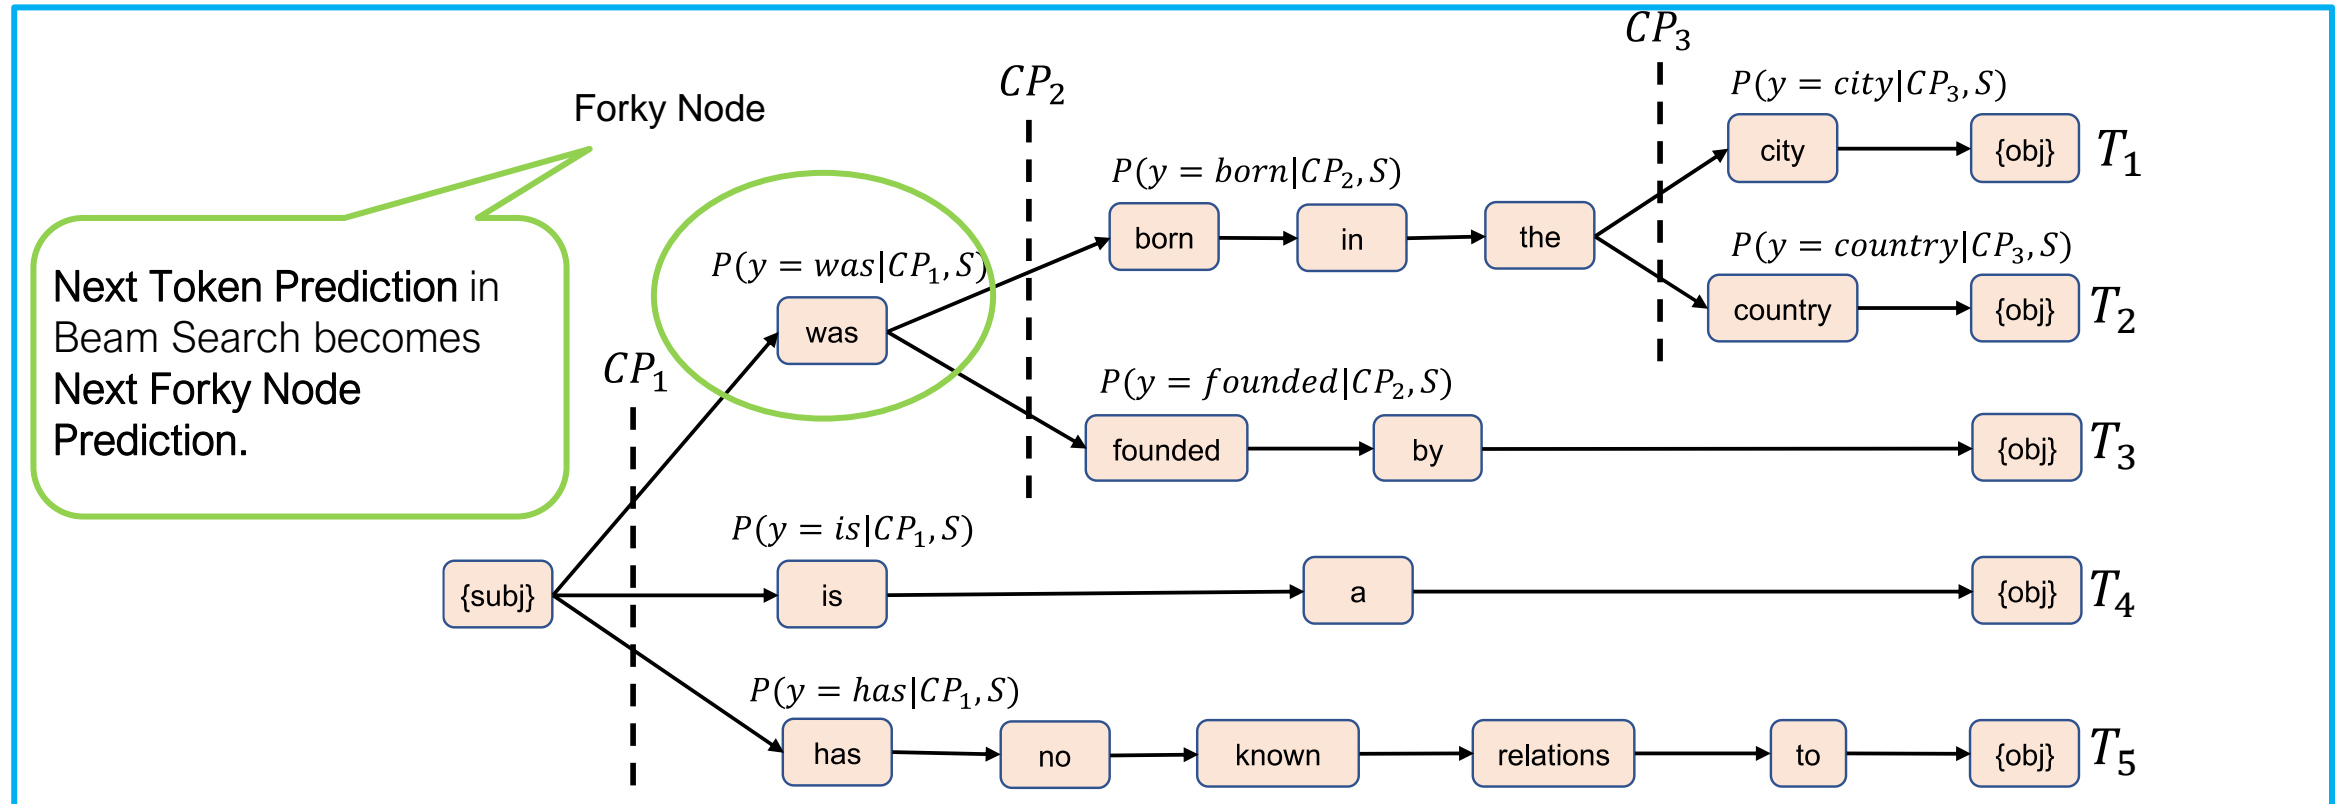 CP₃
CP₂
P(y = city|CP₃, S)
Forky Node
city
{obj}
T₁
P(y = born|CP₂, S)
born
in
the
P(y = country|CP₃, S)
P(y = was|CP₁, S)
Next Token Prediction in
Beam Search becomes
Next Forky Node
Prediction.
country
{obj}
T₂
was
CP₁
P(y = founded|CP₂, S)
founded
by
{obj}
T₃
P(y = is|CP₁, S)
{subj}
is
a
{obj}
T₄
P(y = has|CP₁, S)
has
no
known
relations
to
{obj}
T₅